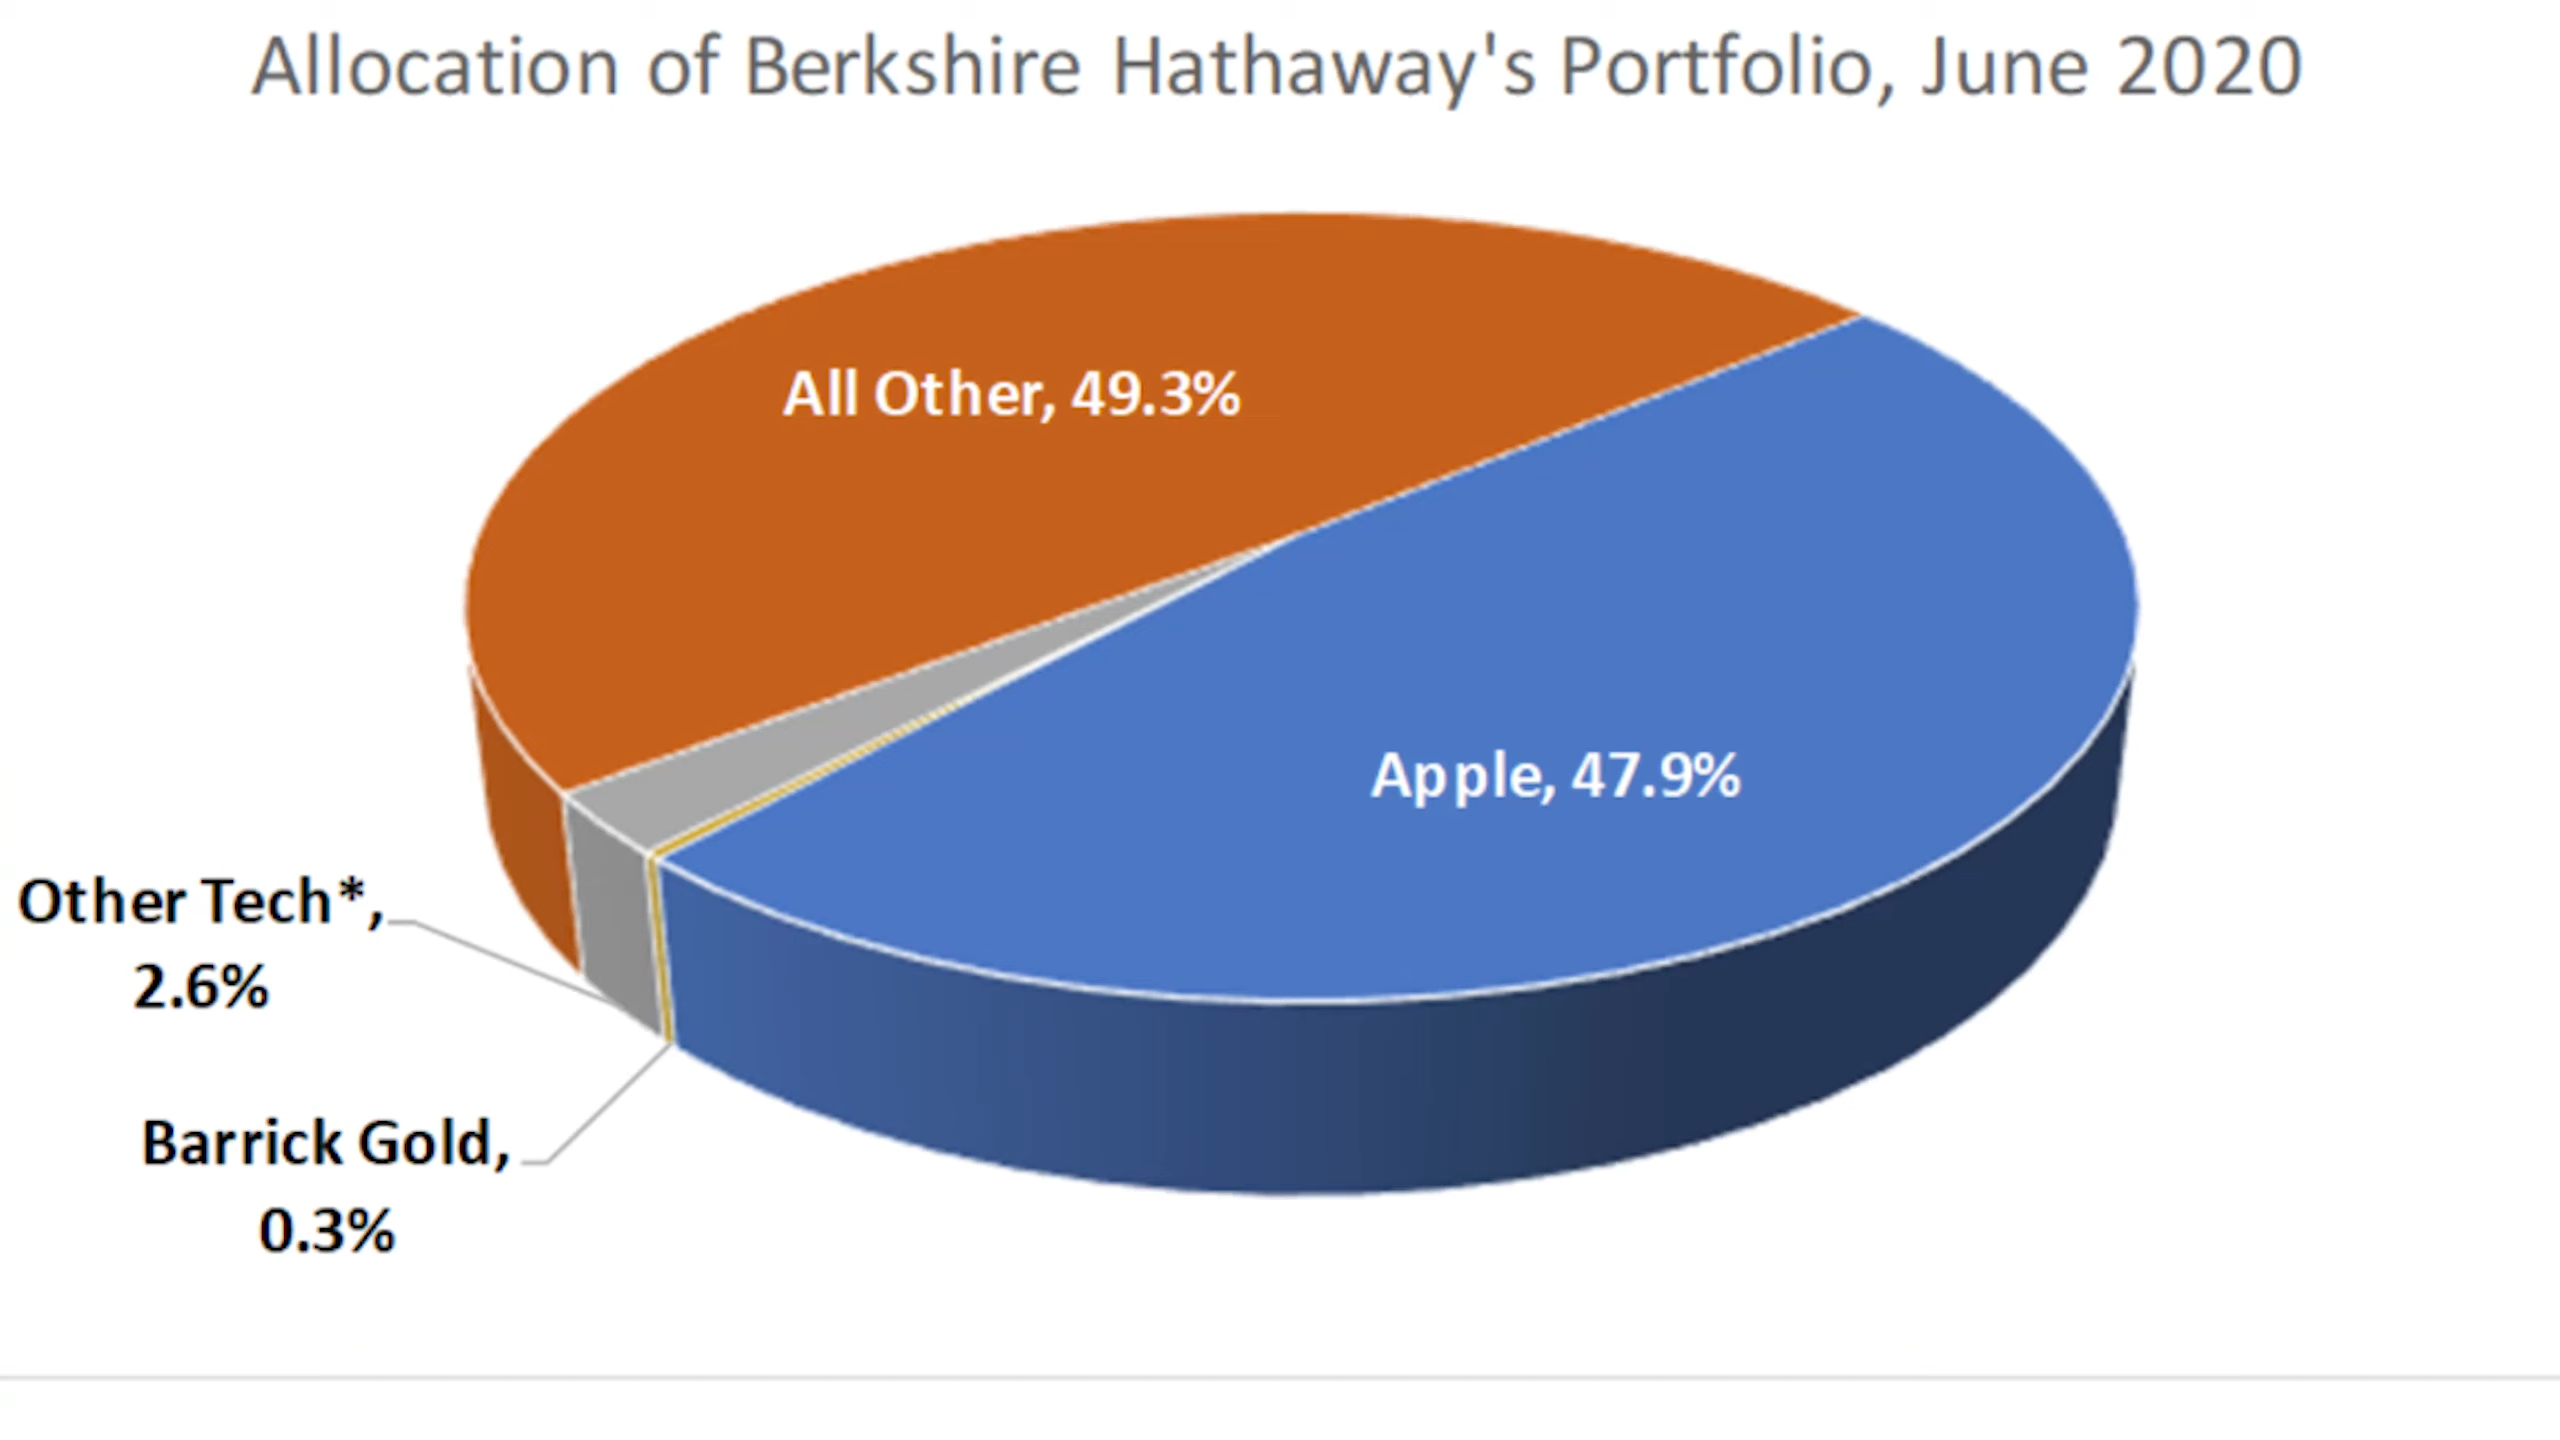 Allocation of Berkshire Hathaway's Portfolio, June 2020
All Other, 49.3%
Apple, 47.9%
Other Tech*,
2.6%
Barrick Gold,
0.3%